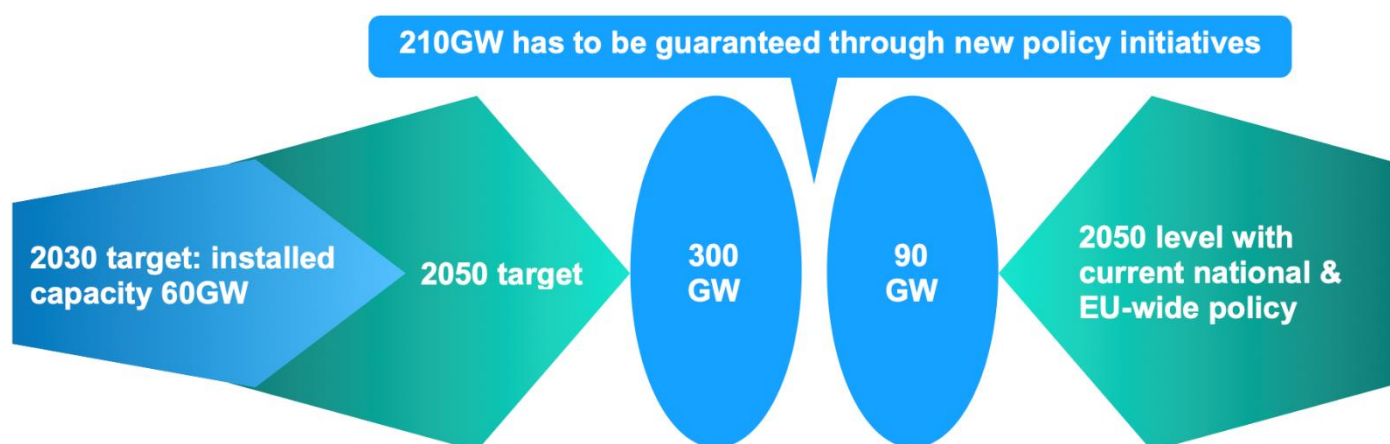 210GW has to be guaranteed through new policy initiatives
2030 target: installed
capacity 60GW
2050 target
300
GW
90
GW
2050 level with
current national &
EU-wide policy